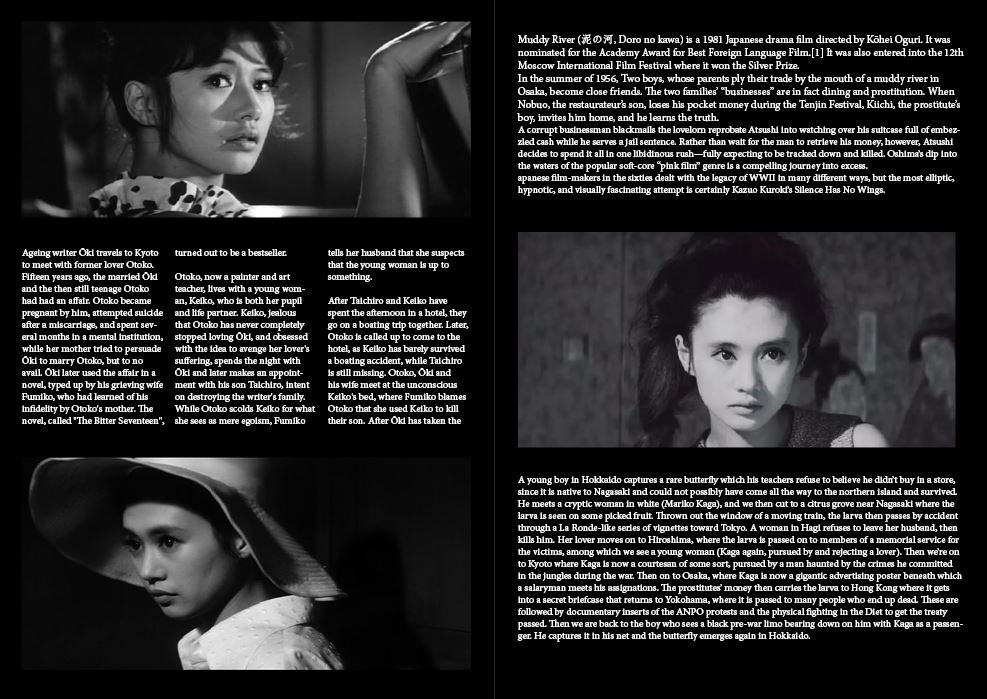 Ageing writer Ōki travels to Kyoto
to meet with former lover Otoko.
Fifteen years ago, the married Ōki
and the then still teenage Otoko
had had an affair. Otoko became
pregnant by him, attempted suicide
after a miscarriage, and spent sev-
eral months in a mental institution,
while her mother tried to persuade
Ōki to marry Otoko, but to no
avail. Ōki later used the affair in a
novel, typed up by his grieving wife
Fumiko, who had learned of his
infidelity by Otoko's mother. The
novel, called "The Bitter Seventeen",
turned out to be a bestseller.
Otoko, now a painter and art
teacher, lives with a young wom-
an, Keiko, who is both her pupil
and life partner. Keiko, jealous
that Otoko has never completely
stopped loving Ōki, and obsessed
with the idea to avenge her lover's
suffering, spends the night with
Ōki and later makes an appoint-
ment with his son Taichiro, intent
on destroying the writer's family.
While Otoko scolds Keiko for what
she sees as mere egoism, Fumiko
tells her husband that she suspects
that the young woman is up to
something.
After Taichiro and Keiko have
spent the afternoon in a hotel, they
go on a boating trip together. Later,
Otoko is called up to come to the
hotel, as Keiko has barely survived
a boating accident, while Taichiro
is still missing. Otoko, Ōki and
his wife meet at the unconscious
Keiko's bed, where Fumiko blames
Otoko that she used Keiko to kill
their son. After Ōki has taken the
Muddy River (泥の河, Doro no kawa) is a 1981 Japanese drama film directed by Kōhei Oguri. It was
nominated for the Academy Award for Best Foreign Language Film.[1] It was also entered into the 12th
Moscow International Film Festival where it won the Silver Prize.
In the summer of 1956, Two boys, whose parents ply their trade by the mouth of a muddy river in
Osaka, become close friends. The two families' “businesses” are in fact dining and prostitution. When
Nobuo, the restaurateur's son, loses his pocket money during the Tenjin Festival, Kiichi, the prostitute's
boy, invites him home, and he learns the truth.
A corrupt businessman blackmails the lovelorn reprobate Atsushi into watching over his suitcase full of embez-
zled cash while he serves a jail sentence. Rather than wait for the man to retrieve his money, however, Atsushi
decides to spend it all in one libidinous rush—fully expecting to be tracked down and killed. Oshima's dip into
the waters of the popular soft-core “pink film” genre is a compelling journey into excess.
apanese film-makers in the sixties dealt with the legacy of WWII in many different ways, but the most elliptic,
hypnotic, and visually fascinating attempt is certainly Kazuo Kuroki's Silence Has No Wings.
A young boy in Hokkaido captures a rare butterfly which his teachers refuse to believe he didn't buy in a store,
since it is native to Nagasaki and could not possibly have come all the way to the northern island and survived.
He meets a cryptic woman in white (Mariko Kaga), and we then cut to a citrus grove near Nagasaki where the
larva is seen on some picked fruit. Thrown out the window of a moving train, the larva then passes by accident
through a La Ronde-like series of vignettes toward Tokyo. A woman in Hagi refuses to leave her husband, then
kills him. Her lover moves on to Hiroshima, where the larva is passed on to members of a memorial service for
the victims, among which we see a young woman (Kaga again, pursued by and rejecting a lover). Then we're on
to Kyoto where Kaga is now a courtesan of some sort, pursued by a man haunted by the crimes he committed
in the jungles during the war. Then on to Osaka, where Kaga is now a gigantic advertising poster beneath which
a salaryman meets his assignations. The prostitutes' money then carries the larva to Hong Kong where it gets
into a secret briefcase that returns to Yokohama, where it is passed to many people who end up dead. These are
followed by documentary inserts of the ANPO protests and the physical fighting in the Diet to get the treaty
passed. Then we are back to the boy who sees a black pre-war limo bearing down on him with Kaga as a passen-
ger. He captures it in his net and the butterfly emerges again in Hokkaido.